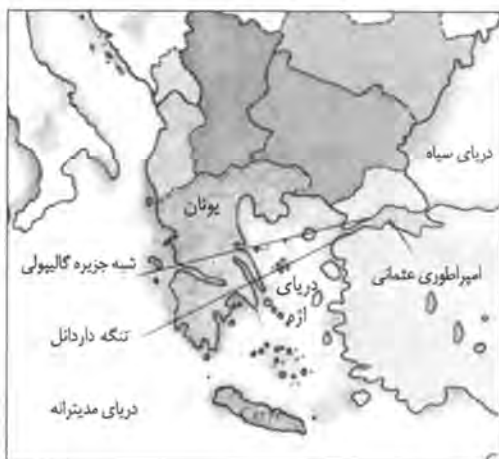 دریای سیاه
یونان
شبه جزیره گالیپولی
امپراطوری عثمانی
دریای
اژه
تنگه داردانل
دریای مدیترانه